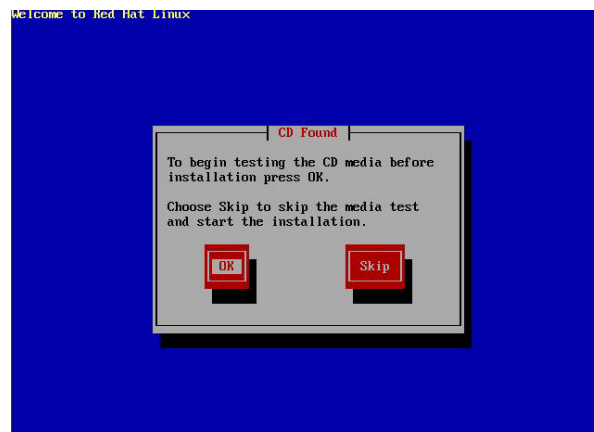 Welcome to Red Hat Linux
CD Found
To begin testing the CD media before
installation press OK.
Choose Skip to skip the media test
and start the installation.
OK
Skip